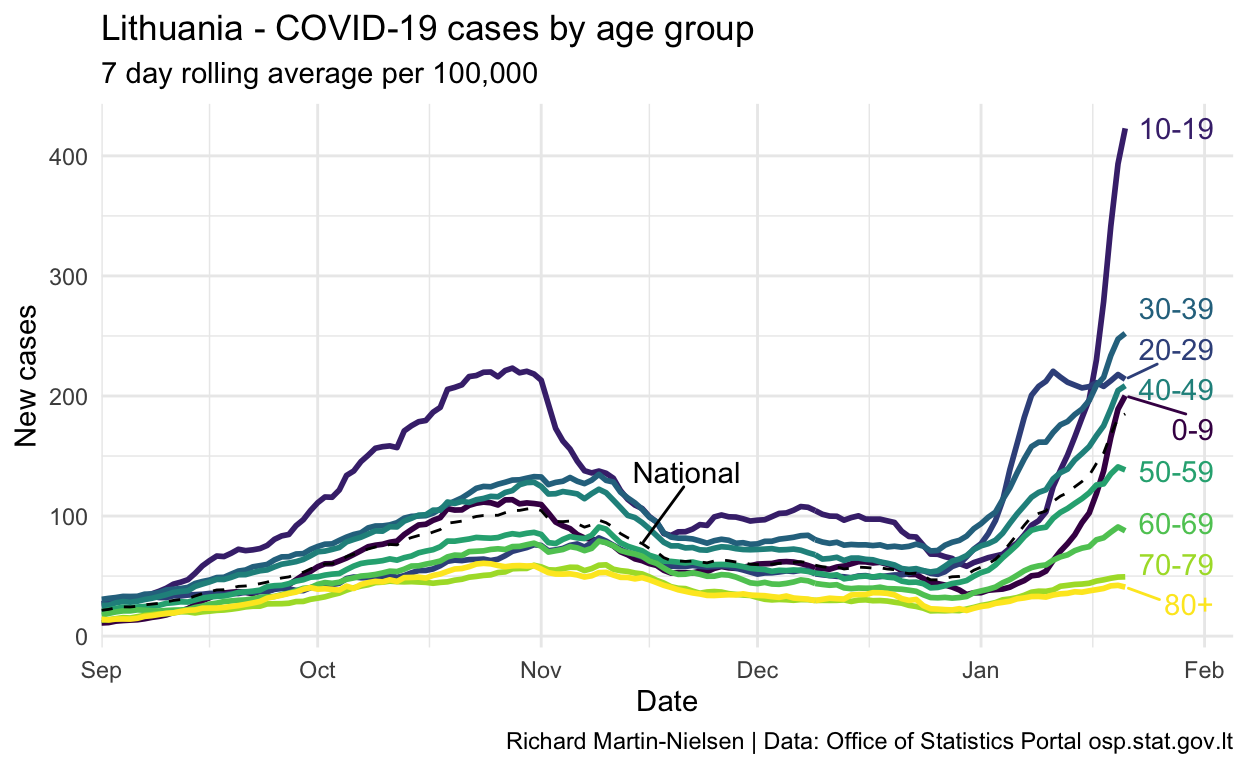 Lithuania - COVID-19 cases by age group
7 day rolling average per 100,000
New cases
400
300
200
100
0
10-19
30-39
20-29
40-49
0-9
National
50-59
60-69
70-79
80+
Sep Oct Nov Dec Jan Feb
Date
Richard Martin-Nielsen | Data: Office of Statistics Portal osp.stat.gov.lt